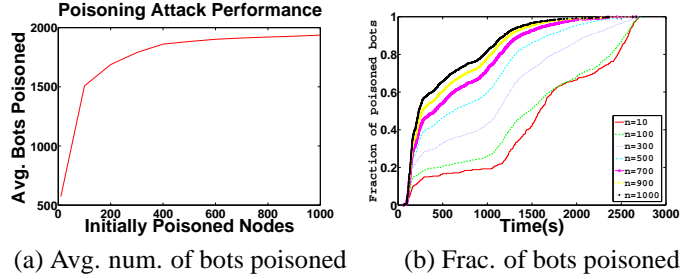 Poisoning Attack Performance
Avg. Bots Poisoned
2000
1500
1000
500
0
200
400
600
800
1000
Initially Poisoned Nodes
(a) Avg. num. of bots poisoned
Fraction of poisoned bots
1
0.8
0.6
0.4
0.2
0
0
500
1000
1500
2000
2500
3000
Time(s)
n=10
n=100
n=300
n=500
n=700
n=900
n=1000
(b) Frac. of bots poisoned